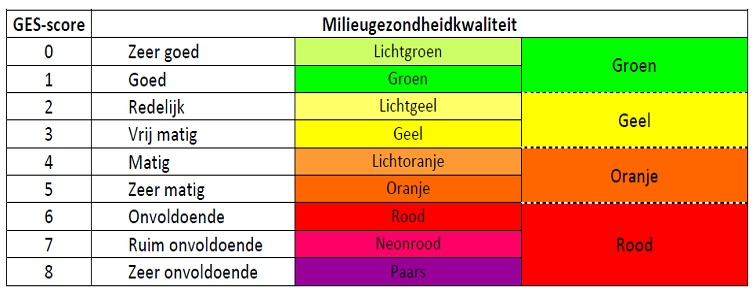 GES-score Milieugezondheidkwaliteit
0 Zeer goed Lichtgroen Groen
1 Goed Groen
2 Redelijk Lichtgeel Geel
3 Vrij matig Geel
4 Matig Lichtoranje Oranje
5 Zeer matig Oranje
6 Onvoldoende Rood Rood
7 Ruim onvoldoende Neonrood
8 Zeer onvoldoende Paars